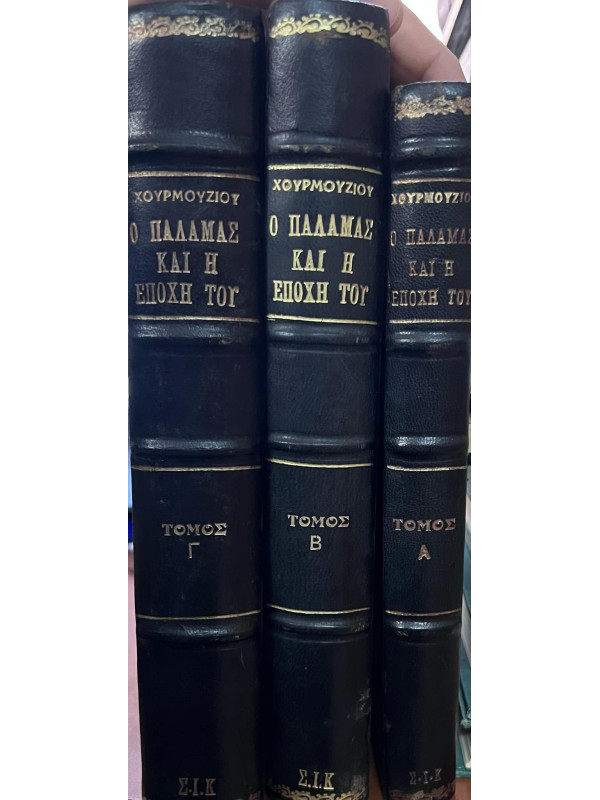 ΧΟΥΡΜΟΥΖΙΟΥ
Ο ΠΑΛΑΜΑΣ
ΚΑΙ Η
ΕΠΟΧΗ ΤΟΥ
ΤΟΜΟΣ
Γ
Σ.Ι.Κ
ΧΟΥΡΜΟΥΖΙΟΥ
Ο ΠΑΛΑΜΑΣ
ΚΑΙ Η
ΕΠΟΧΗ ΤΟΥ
ΤΟΜΟΣ
Β
Σ.Ι.Κ
ΧΟΥΡΜΟΥΖΙΟΥ
Ο ΠΑΛΑΜΑΣ
ΚΑΙ Η
ΕΠΟΧΗ ΤΟΥ
ΤΟΜΟΣ
Α
Σ.Ι.Κ